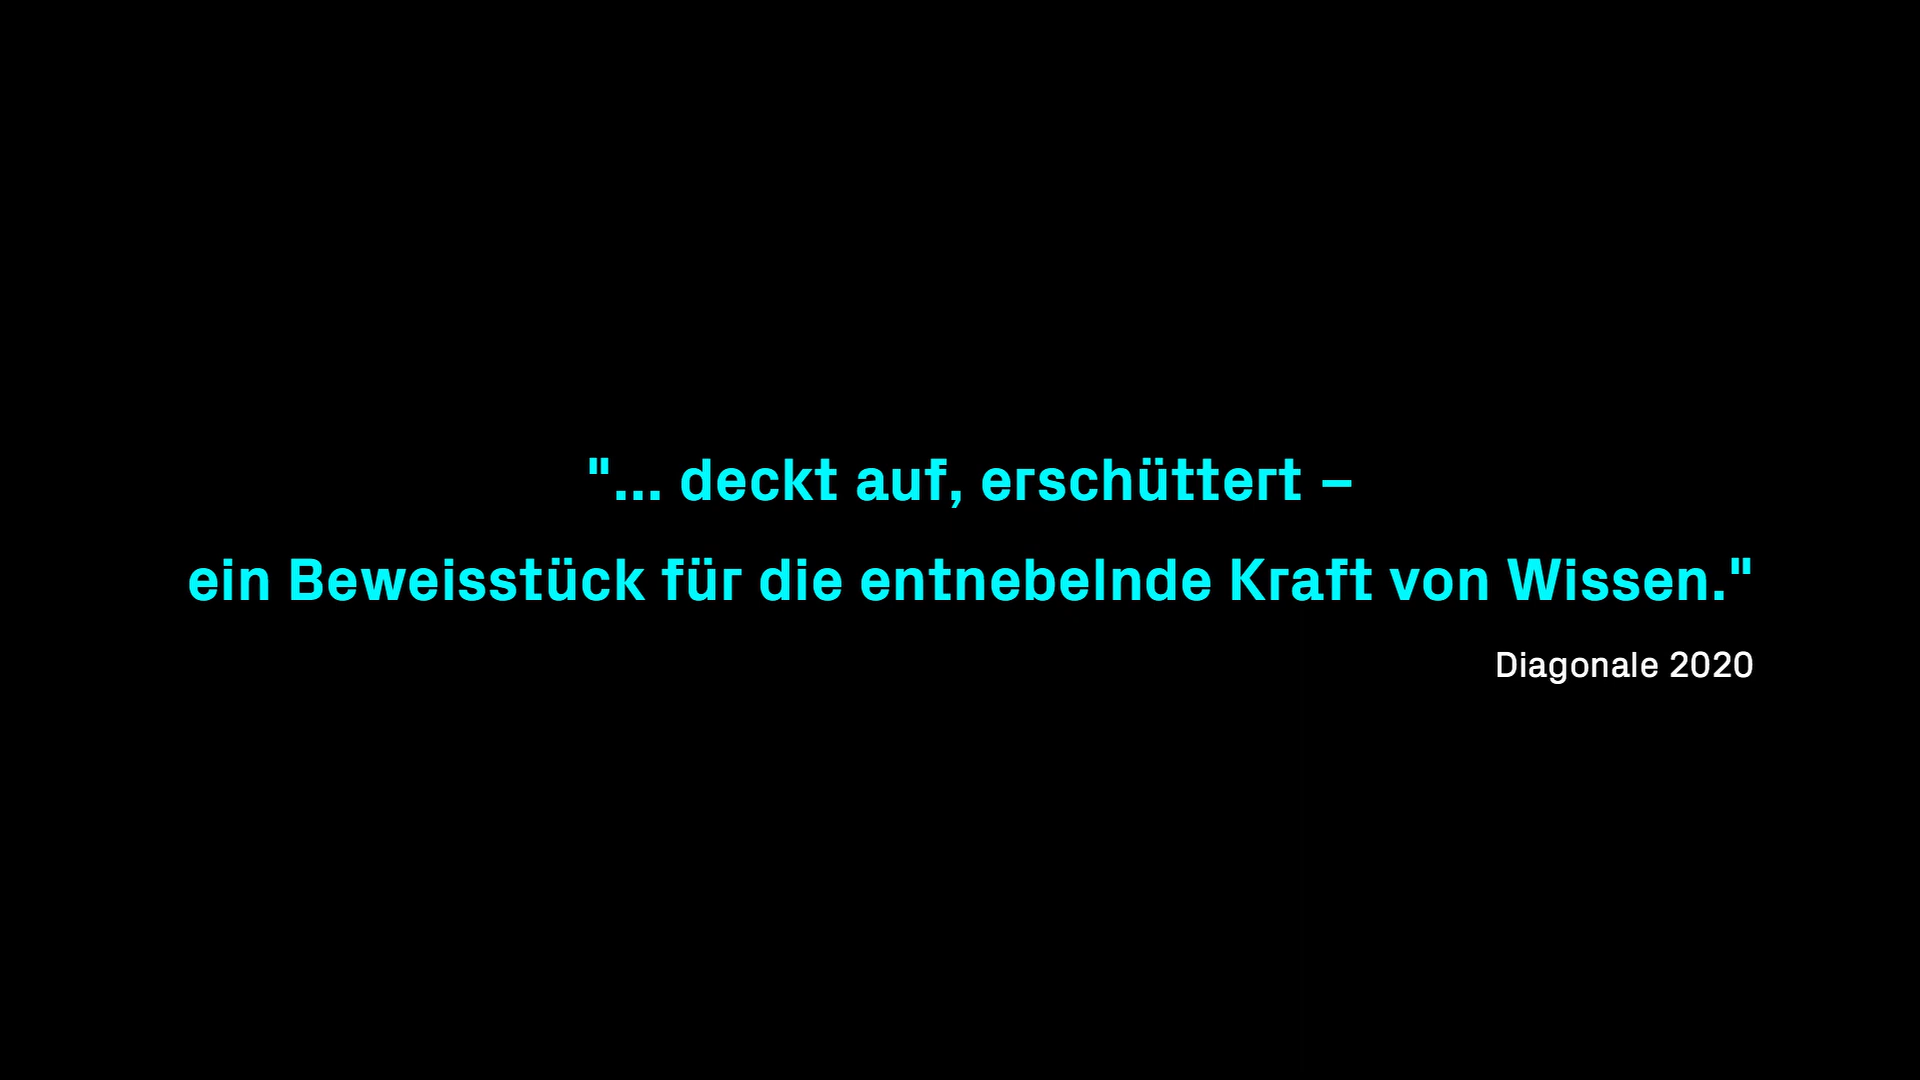 "... deckt auf, erschüttert –
ein Beweisstück für die entnebelnde Kraft von Wissen."
Diagonale 2020